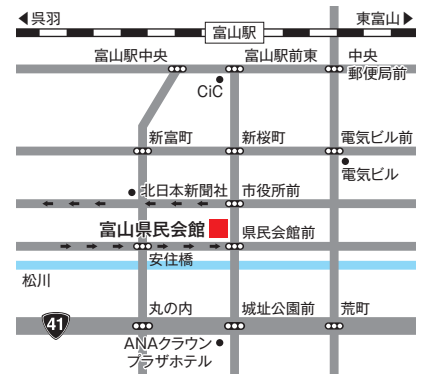 ◀呉羽
東富山▶
富山駅
富山駅中央
富山駅前東
中央
郵便局前
CiC
新富町
新桜町
電気ビル前
電気ビル
北日本新聞社
市役所前
富山県民会館
県民会館前
安住橋
松川
丸の内
城址公園前
荒町
41
ANAクラウン
プラザホテル